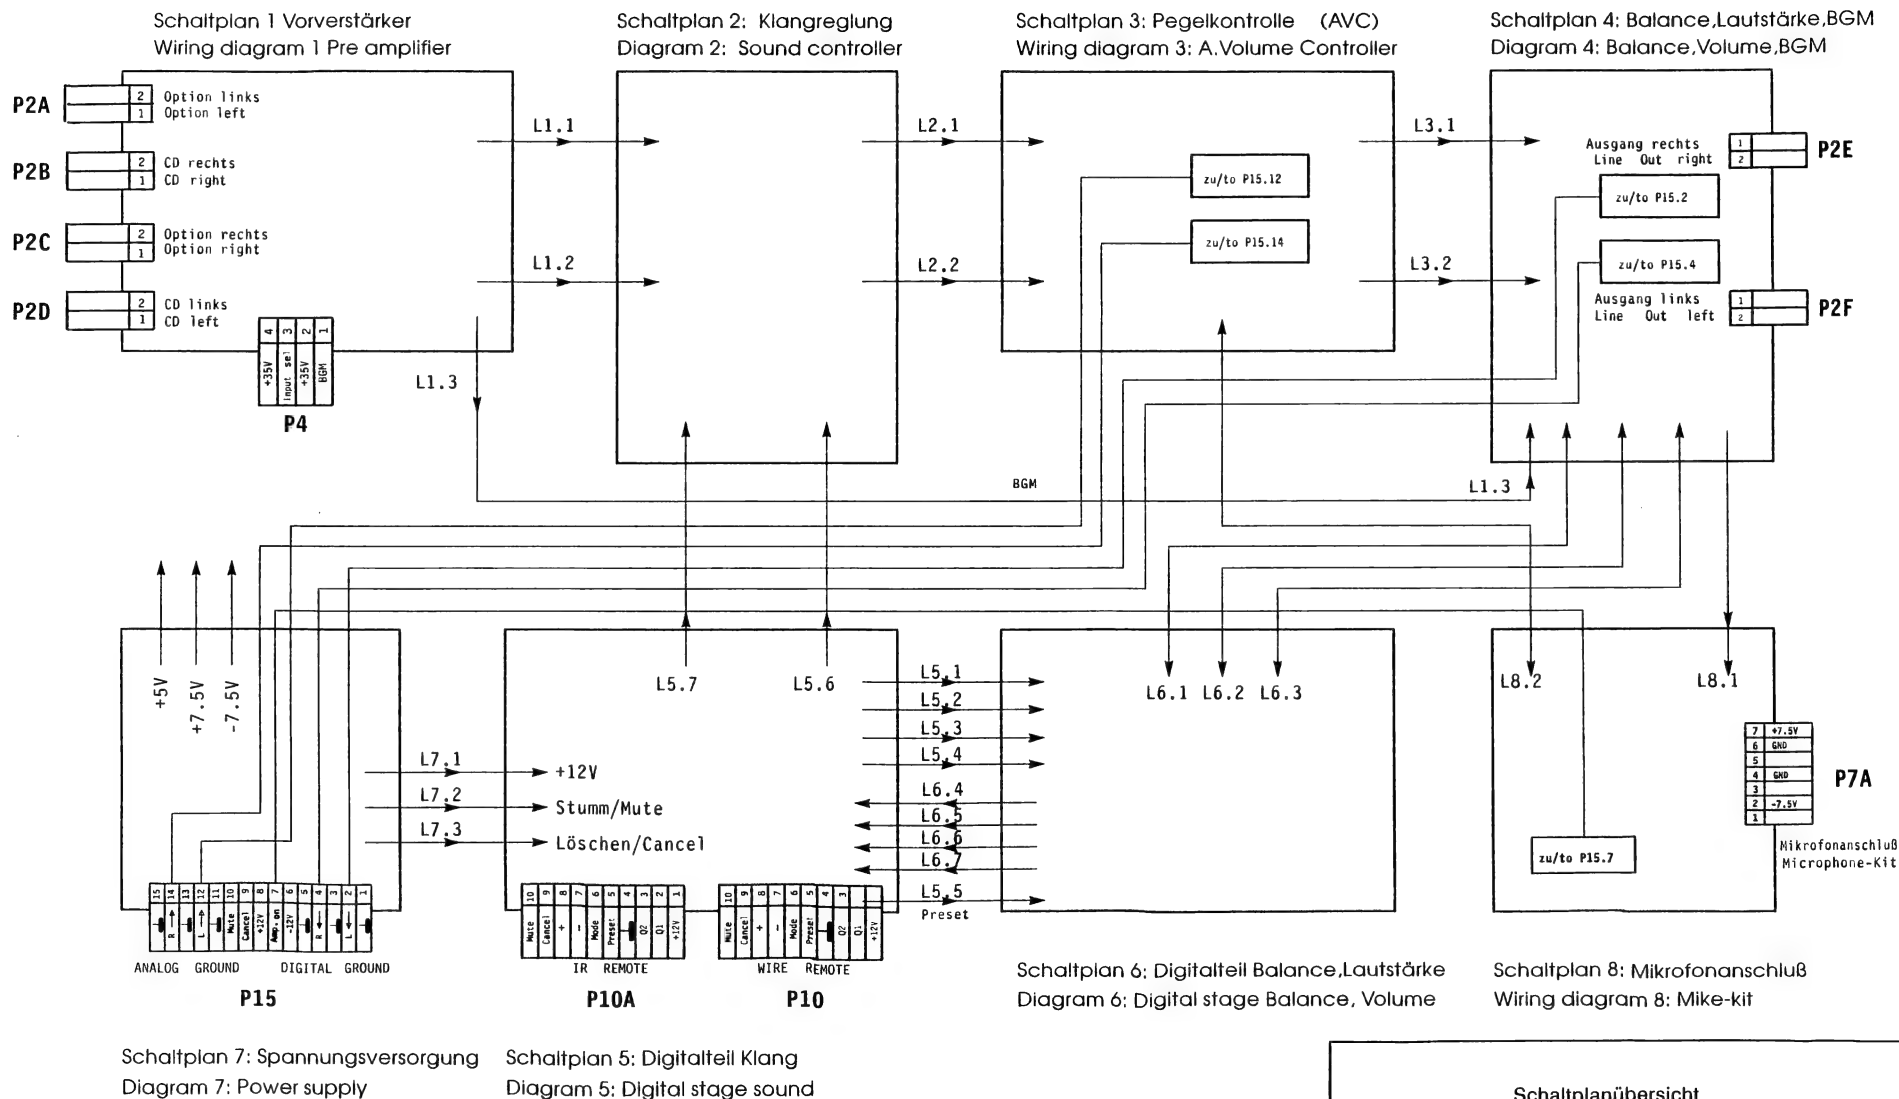 Schaltplan 1 Vorverstärker
Wiring diagram 1 Pre amplifier
Schaltplan 2: Klangreglung
Diagram 2: Sound controller
Schaltplan 3: Pegelkontrolle (AVC)
Wiring diagram 3: A.Volume Controller
Schaltplan 4: Balance,Lautstärke,BGM
Diagram 4: Balance,Volume,BGM
P2A
2 Option links
1 Option left
P2B
2 CD rechts
1 CD right
P2C
2 Option rechts
1 Option right
P2D
2 CD links
1 CD left
4 3 2 1
+35V
Input sel
+35V
BGM
P4
L1.1
L1.2
L1.3
L2.1
L2.2
zu/to P15.12
zu/to P15.14
L3.1
L3.2
Ausgang rechts
Line Out right
1
2
P2E
zu/to P15.2
zu/to P15.4
Ausgang links
Line Out left
1
2
P2F
BGM
L1.3
+5V
+7.5V
-7.5V
L7.1
L7.2
L7.3
15 14 13 12 11 10 9 8 7 6 5 4 3 2 1
R
L
Mute
Cancel
+12V
Amp. on
-12V
R
L
ANALOG GROUND
DIGITAL GROUND
P15
L5.7
L5.6
+12V
Stumm/Mute
Löschen/Cancel
10 9 8 7 6 5 4 3 2 1
Mute
Cancel
+
-
Mode
Preset
Q2
Q1
+12V
IR REMOTE
P10A
10 9 8 7 6 5 4 3
Mute
Cancel
+
-
Mode
Preset
Q2
Q1
+12V
WIRE REMOTE
P10
L5.1
L5.2
L5.3
L5.4
L6.4
L6.5
L6.6
L6.7
L5.5
Preset
L6.1 L6.2 L6.3
L8.2
L8.1
zu/to P15.7
7 +7.5V
6 GND
5
4 GND
3
2 -7.5V
1
P7A
Mikrofonanschluß
Microphone-Kit
Schaltplan 6: Digitalteil Balance,Lautstärke
Diagram 6: Digital stage Balance, Volume
Schaltplan 8: Mikrofonanschluß
Wiring diagram 8: Mike-kit
Schaltplan 7: Spannungsversorgung
Diagram 7: Power supply
Schaltplan 5: Digitalteil Klang
Diagram 5: Digital stage sound
Schaltplanübersicht